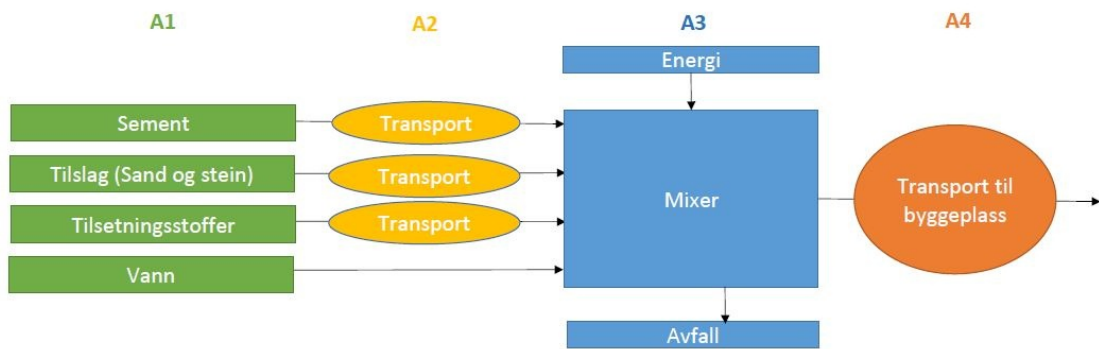 A1
A2
A3
A4
Energi
Sement
Transport
Tilslag (Sand og stein)
Transport
Tilsetningsstoffer
Transport
Vann
Mixer
Transport til
byggeplass
Avfall